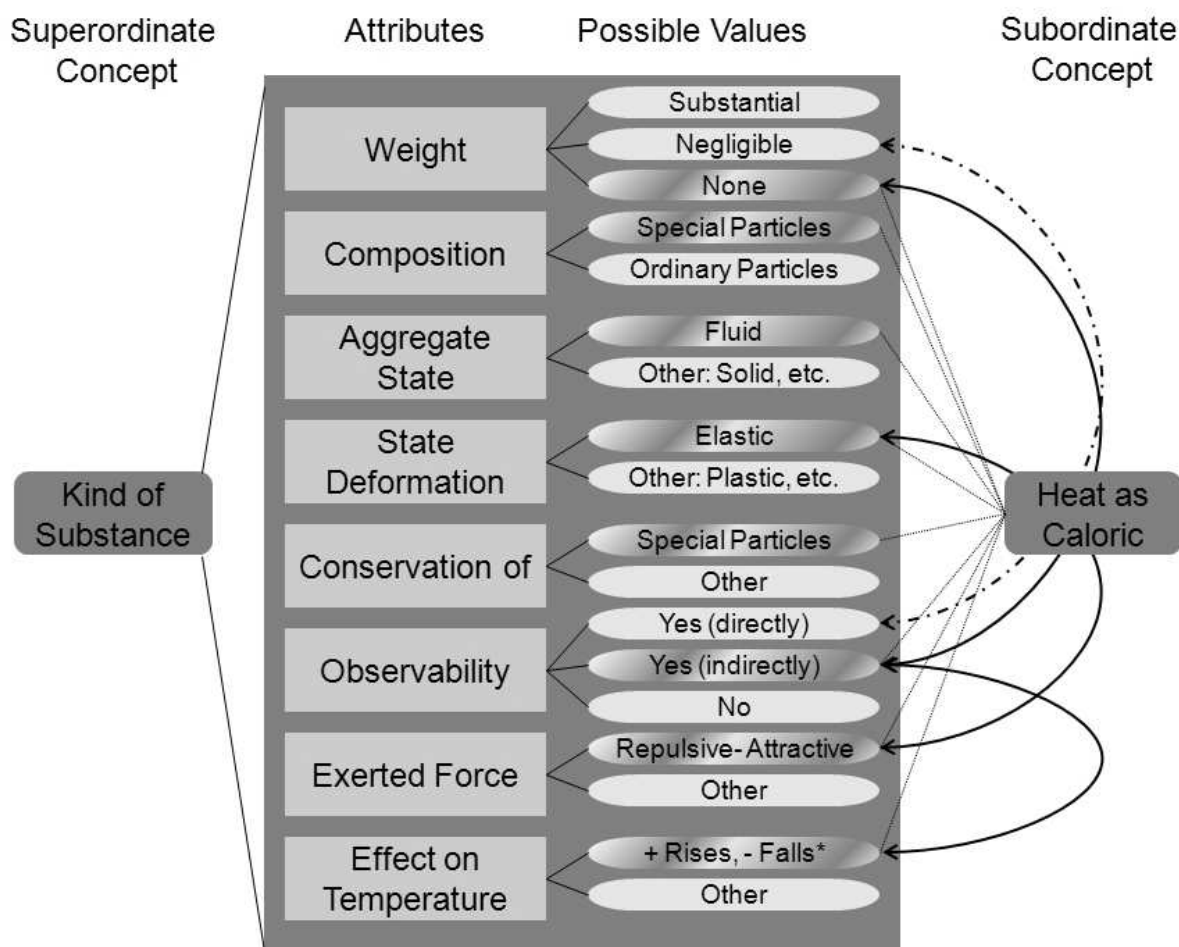 Superordinate
Concept
Attributes
Possible Values
Subordinate
Concept
Kind of
Substance
Weight
Substantial
Negligible
None
Composition
Special Particles
Ordinary Particles
Aggregate
State
Fluid
Other: Solid, etc.
State
Deformation
Elastic
Other: Plastic, etc.
Conservation of
Special Particles
Other
Observability
Yes (directly)
Yes (indirectly)
No
Exerted Force
Repulsive- Attractive
Other
Effect on
Temperature
+ Rises, - Falls*
Other
Heat as
Caloric